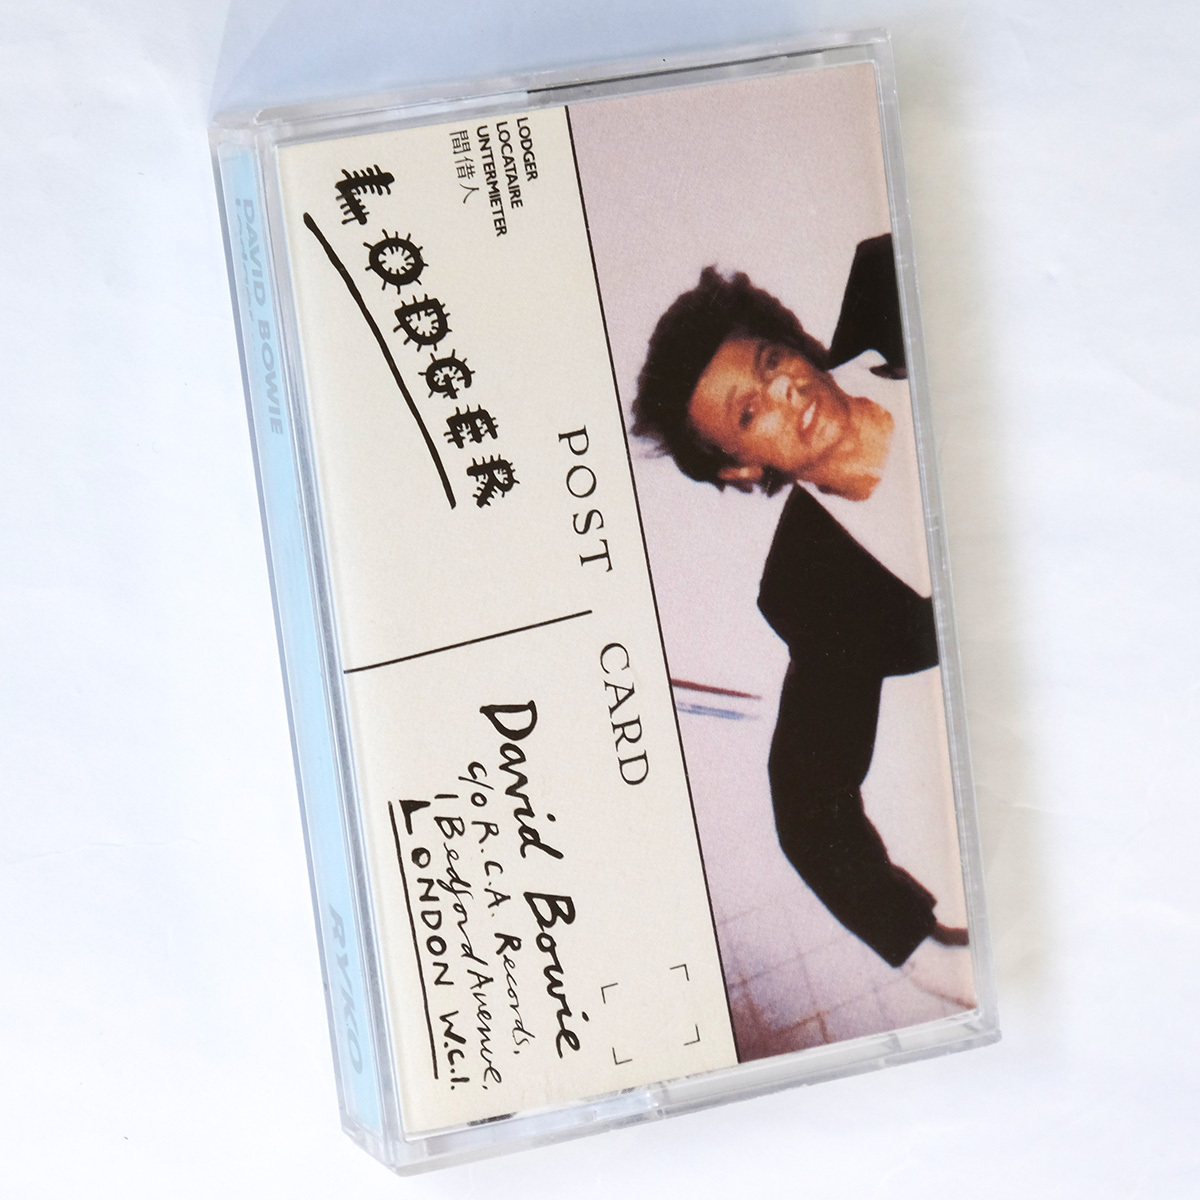 LODGER
LOCATAIRE
UNTERMIETER
間借人
LODGER
POST CARD
David Bowie
c/o R.C.A. Records,
1 Bedford Avenue,
LONDON W.C.1.
DAVID BOWIE
RYKO